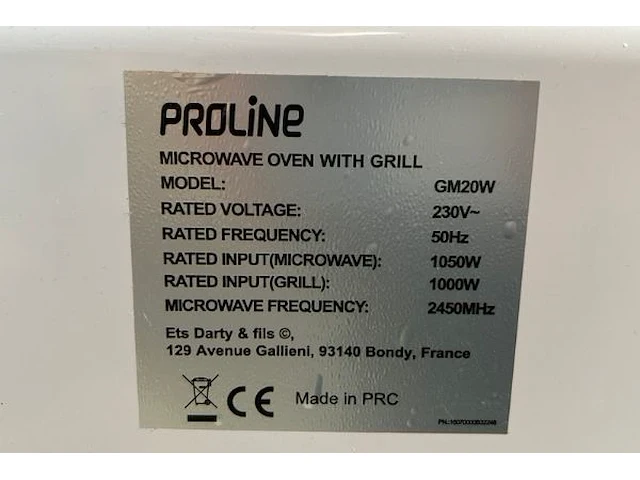 PROLINE
MICROWAVE OVEN WITH GRILL
MODEL: GM20W
RATED VOLTAGE: 230V~
RATED FREQUENCY: 50Hz
RATED INPUT(MICROWAVE): 1050W
RATED INPUT(GRILL): 1000W
MICROWAVE FREQUENCY: 2450MHz
Ets Darty & fils ©,
129 Avenue Gallieni, 93140 Bondy, France
CE Made in PRC